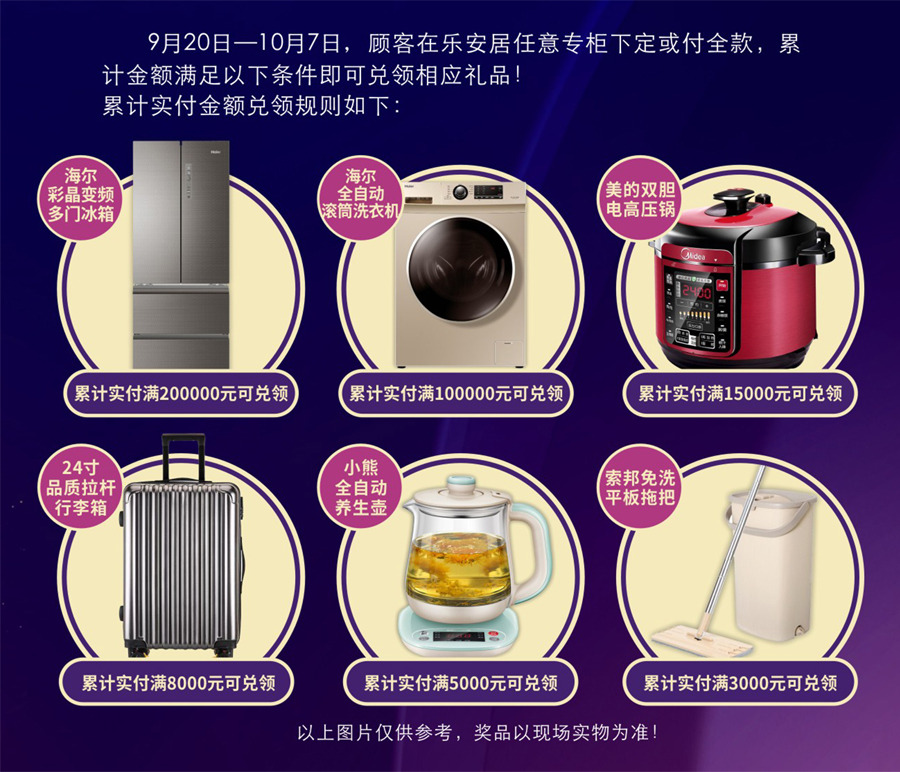 9月20日—10月7日，顾客在乐安居任意专柜下定或付全款，累
计金额满足以下条件即可兑领相应礼品！
累计实付金额兑领规则如下：
海尔
彩晶变频
多门冰箱
Haier
累计实付满200000元可兑领
海尔
全自动
滚筒洗衣机
Haier
累计实付满100000元可兑领
美的双胆
电高压锅
Midea
2400
累计实付满15000元可兑领
24寸
品质拉杆
行李箱
累计实付满8000元可兑领
小熊
全自动
养生壶
累计实付满5000元可兑领
索邦免洗
平板拖把
累计实付满3000元可兑领
以上图片仅供参考，奖品以现场实物为准！